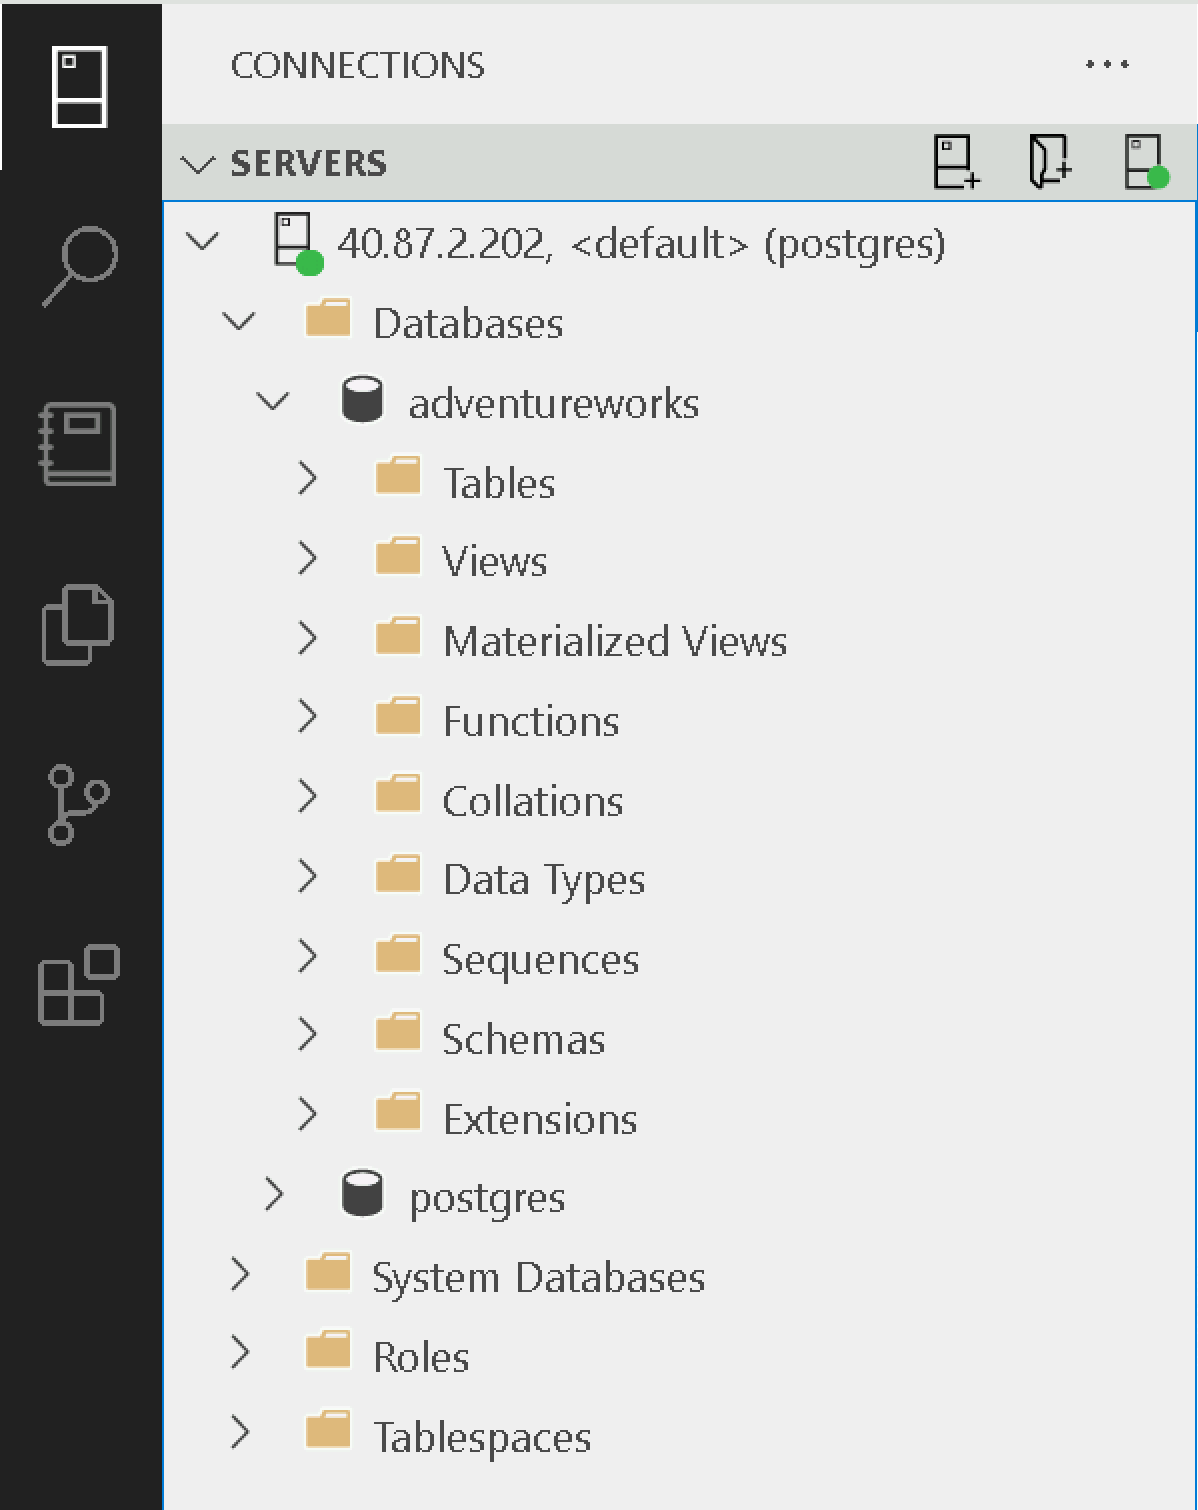 CONNECTIONS
SERVERS
40.87.2.202, <default> (postgres)
Databases
adventureworks
Tables
Views
Materialized Views
Functions
Collations
Data Types
Sequences
Schemas
Extensions
postgres
System Databases
Roles
Tablespaces